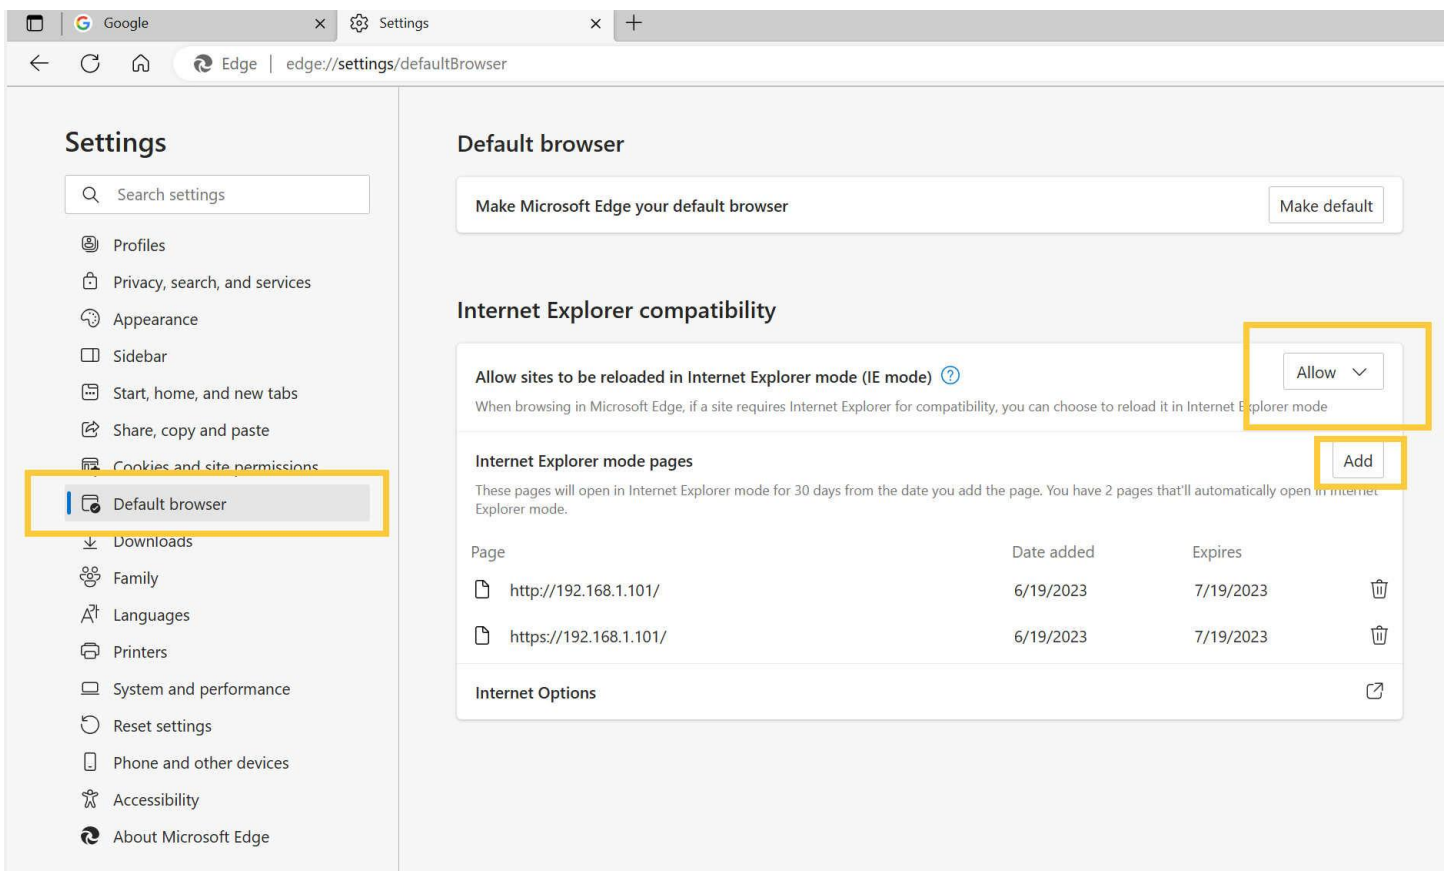 Google
Settings
Edge | edge://settings/defaultBrowser
Settings
Search settings
Profiles
Privacy, search, and services
Appearance
Sidebar
Start, home, and new tabs
Share, copy and paste
Cookies and site permissions
Default browser
Downloads
Family
Languages
Printers
System and performance
Reset settings
Phone and other devices
Accessibility
About Microsoft Edge
Default browser
Make Microsoft Edge your default browser
Make default
Internet Explorer compatibility
Allow sites to be reloaded in Internet Explorer mode (IE mode)
Allow
When browsing in Microsoft Edge, if a site requires Internet Explorer for compatibility, you can choose to reload it in Internet Explorer mode
Internet Explorer mode pages
Add
These pages will open in Internet Explorer mode for 30 days from the date you add the page. You have 2 pages that'll automatically open in Internet
Explorer mode.
Page Date added Expires
http://192.168.1.101/ 6/19/2023 7/19/2023
https://192.168.1.101/ 6/19/2023 7/19/2023
Internet Options